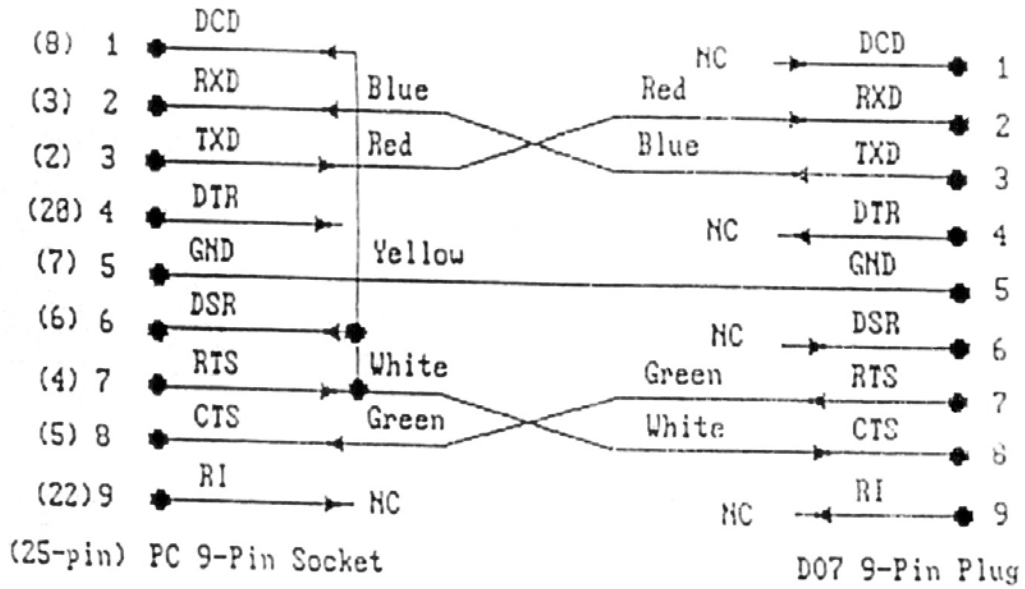 DCD
(8) 1 NC DCD 1
RXD Blue Red RXD
(3) 2 2
TXD Red Blue TXD
(2) 3 3
DTR DTR
(20) 4 NC 4
GND Yellow GND
(7) 5 5
DSR DSR
(6) 6 NC 6
RTS White Green RTS
(4) 7 7
CTS Green White CTS
(5) 8 8
RI RI
(22) 9 NC NC 9
(25-pin) PC 9-Pin Socket D07 9-Pin Plug